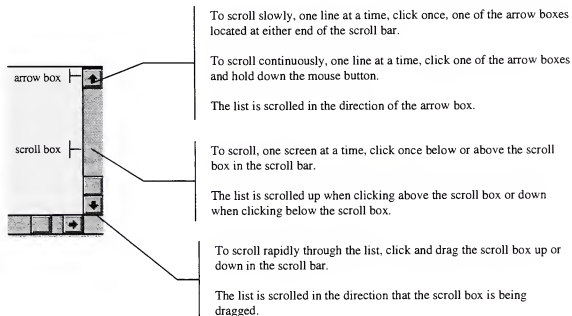 To scroll slowly, one line at a time, click once, one of the arrow boxes
located at either end of the scroll bar.
To scroll continuously, one line at a time, click one of the arrow boxes
and hold down the mouse button.
The list is scrolled in the direction of the arrow box.
arrow box
scroll box
To scroll, one screen at a time, click once below or above the scroll
box in the scroll bar.
The list is scrolled up when clicking above the scroll box or down
when clicking below the scroll box.
To scroll rapidly through the list, click and drag the scroll box up or
down in the scroll bar.
The list is scrolled in the direction that the scroll box is being
dragged.